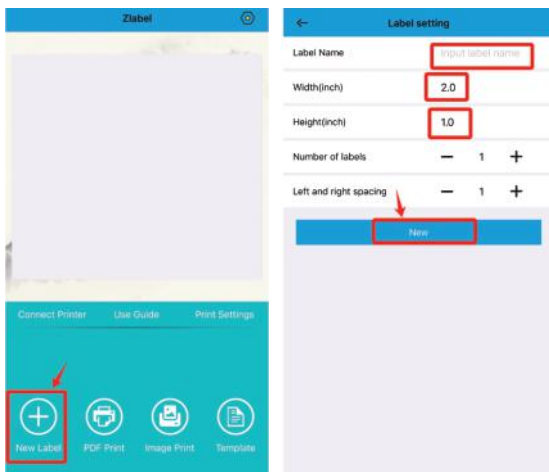 Zlabel
Connect Printer Use Guide Print Settings
New Label PDF Print Image Print Template
Label setting
Label Name Input label name
Width(inch) 2.0
Height(inch) 1.0
Number of labels 1
Left and right spacing 1
New